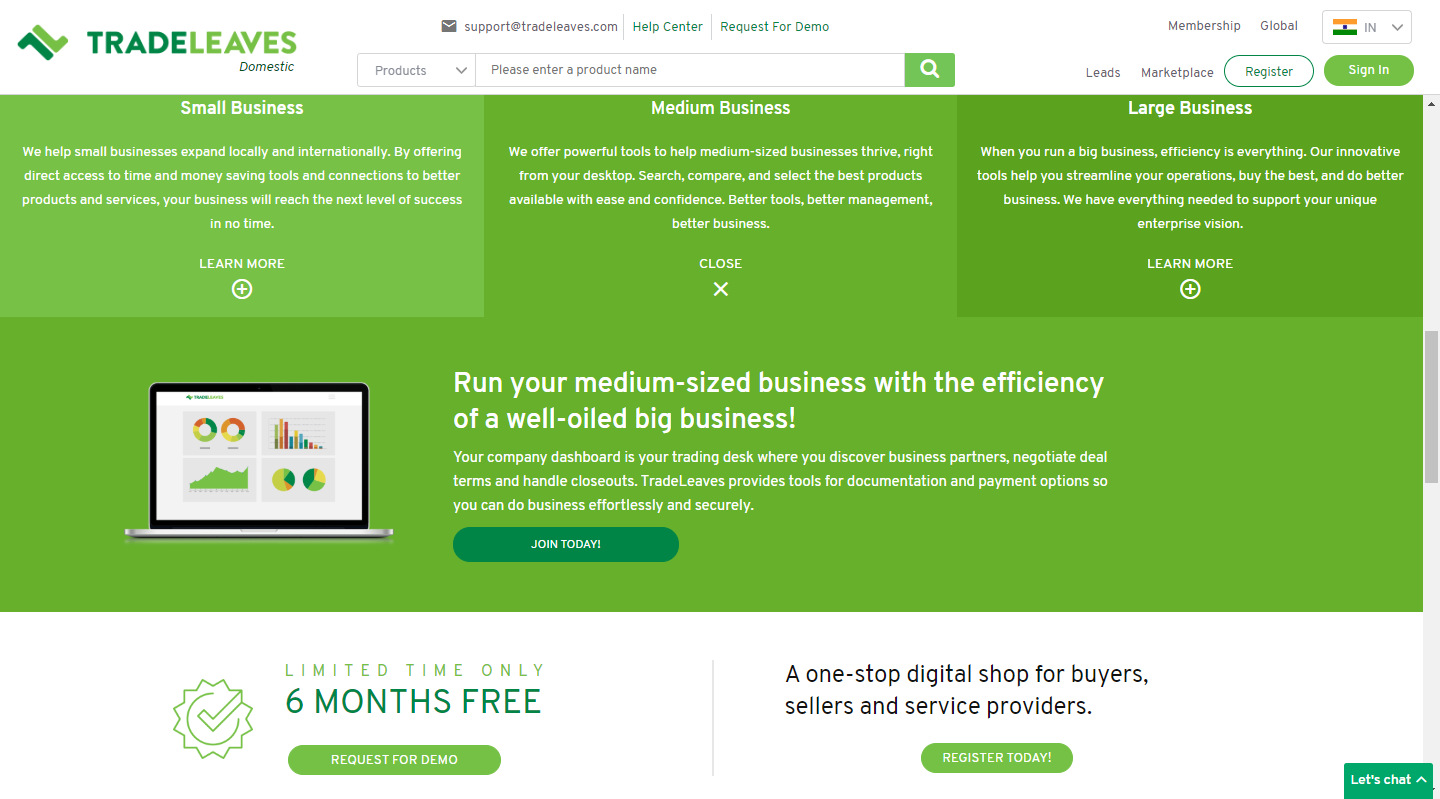 support@tradeleaves.com Help Center Request For Demo
Membership Global IN
TRADELEAVES
Domestic
Products Please enter a product name
Leads Marketplace Register Sign In
Small Business
We help small businesses expand locally and internationally. By offering
direct access to time and money saving tools and connections to better
products and services, your business will reach the next level of success
in no time.
LEARN MORE
Medium Business
We offer powerful tools to help medium-sized businesses thrive, right
from your desktop. Search, compare, and select the best products
available with ease and confidence. Better tools, better management,
better business.
CLOSE
Large Business
When you run a big business, efficiency is everything. Our innovative
tools help you streamline your operations, buy the best, and do better
business. We have everything needed to support your unique
enterprise vision.
LEARN MORE
TRADELEAVES
Run your medium-sized business with the efficiency
of a well-oiled big business!
Your company dashboard is your trading desk where you discover business partners, negotiate deal
terms and handle closeouts. TradeLeaves provides tools for documentation and payment options so
you can do business effortlessly and securely.
JOIN TODAY!
LIMITED TIME ONLY
6 MONTHS FREE
REQUEST FOR DEMO
A one-stop digital shop for buyers,
sellers and service providers.
REGISTER TODAY!
Let's chat